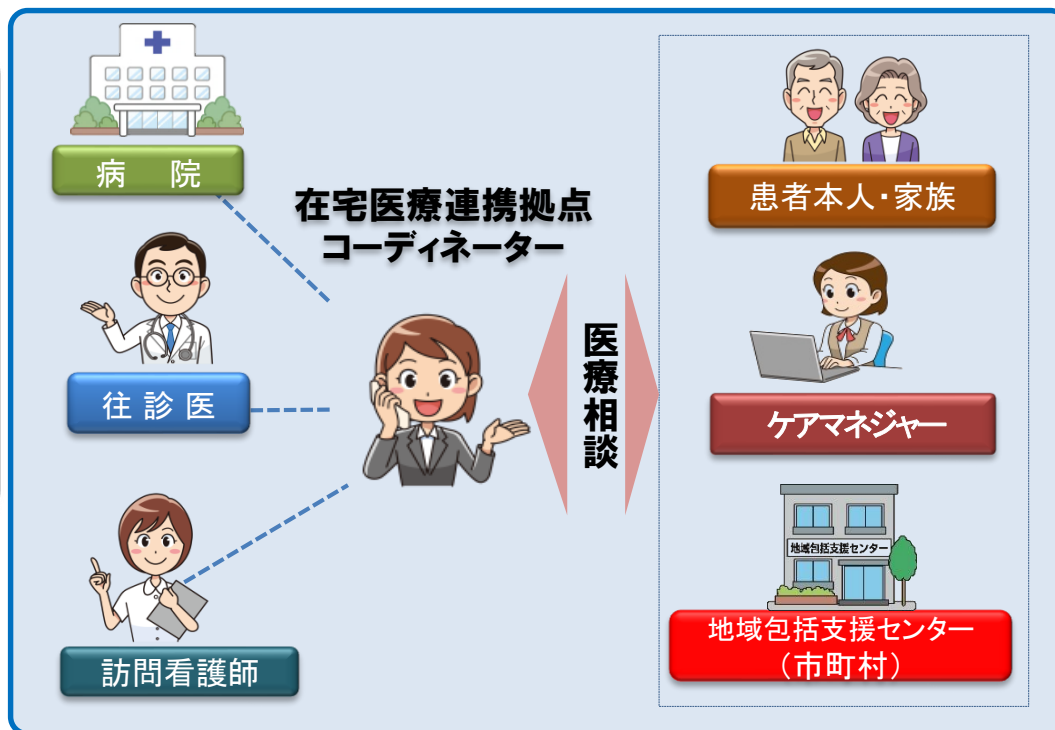 病　院
在宅医療連携拠点
コーディネーター
往診医
訪問看護師
医療相談
患者本人・家族
ケアマネジャー
地域包括支援センター
地域包括支援センター
（市町村）